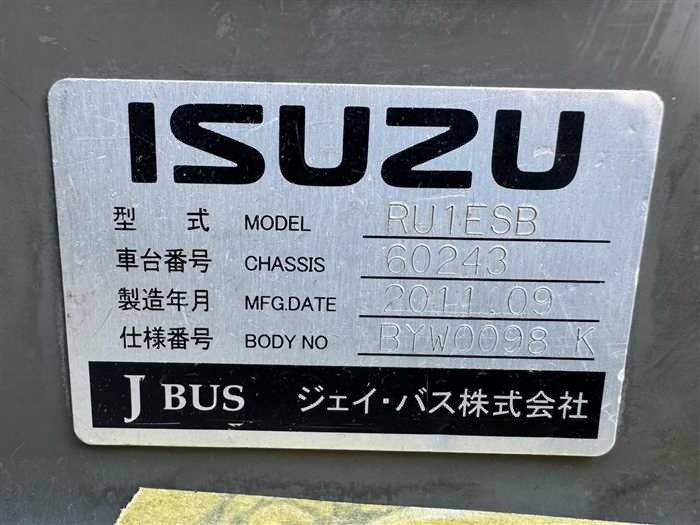 ISUZU
型 式 MODEL RU1ESB
車台番号 CHASSIS 60243
製造年月 MFG.DATE 2011.09
仕様番号 BODY NO BYW0098 K
J BUS ジェイ・バス株式会社